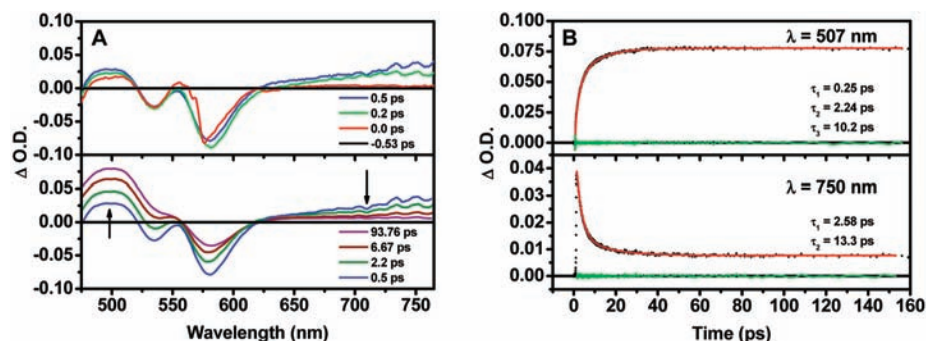 A
0.10
0.05
0.00
-0.05
-0.10
0.5 ps
0.2 ps
0.0 ps
-0.53 ps
Δ O.D.
0.10
0.05
0.00
-0.05
-0.10
93.76 ps
6.67 ps
2.2 ps
0.5 ps
500 550 600 650 700 750
Wavelength (nm)
B
0.100
0.075
0.050
0.025
0.000
λ = 507 nm
τ1 = 0.25 ps
τ2 = 2.24 ps
τ3 = 10.2 ps
Δ O.D.
0.04
0.03
0.02
0.01
0.00
λ = 750 nm
τ1 = 2.58 ps
τ2 = 13.3 ps
0 20 40 60 80 100 120 140 160
Time (ps)